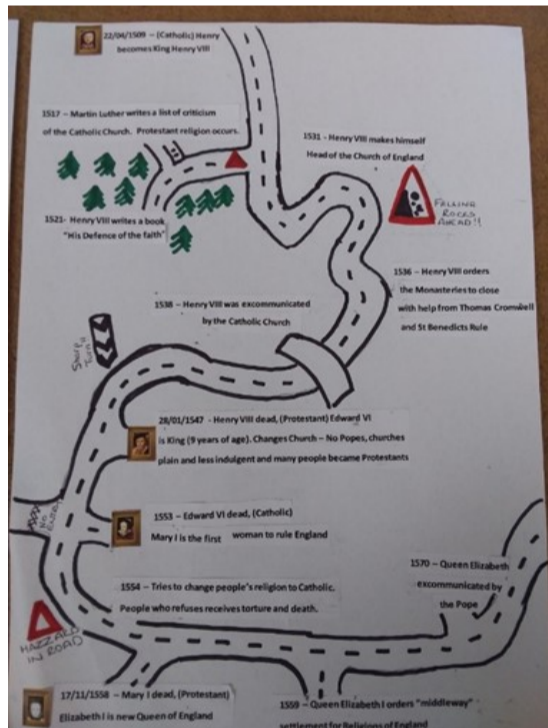 22/04/1509 – (Catholic) Henry
becomes King Henry VIII
1517 – Martin Luther writes a list of criticism
of the Catholic Church. Protestant religion occurs.
1531 - Henry VIII makes himself
Head of the Church of England
FALLING
ROCKS
AHEAD!!
1521- Henry VIII writes a book
"His Defence of the faith"
1536 – Henry VIII orders
the Monasteries to close
with help from Thomas Cromwell
and St Benedicts Rule
1538 – Henry VIII was excommunicated
by the Catholic Church
SHARP
TURN
28/01/1547 - Henry VIII dead, (Protestant) Edward VI
is King (9 years of age). Changes Church – No Popes, churches
plain and less indulgent and many people became Protestants
NO
ENTRY
1553 – Edward VI dead, (Catholic)
Mary I is the first woman to rule England
1570 – Queen Elizabeth
excommunicated by
the Pope
1554 – Tries to change people's religion to Catholic.
People who refuses receives torture and death.
HAZZARD
IN ROAD
17/11/1558 – Mary I dead, (Protestant)
Elizabeth I is new Queen of England
1559 – Queen Elizabeth I orders "middleway"
settlement for Religions of England